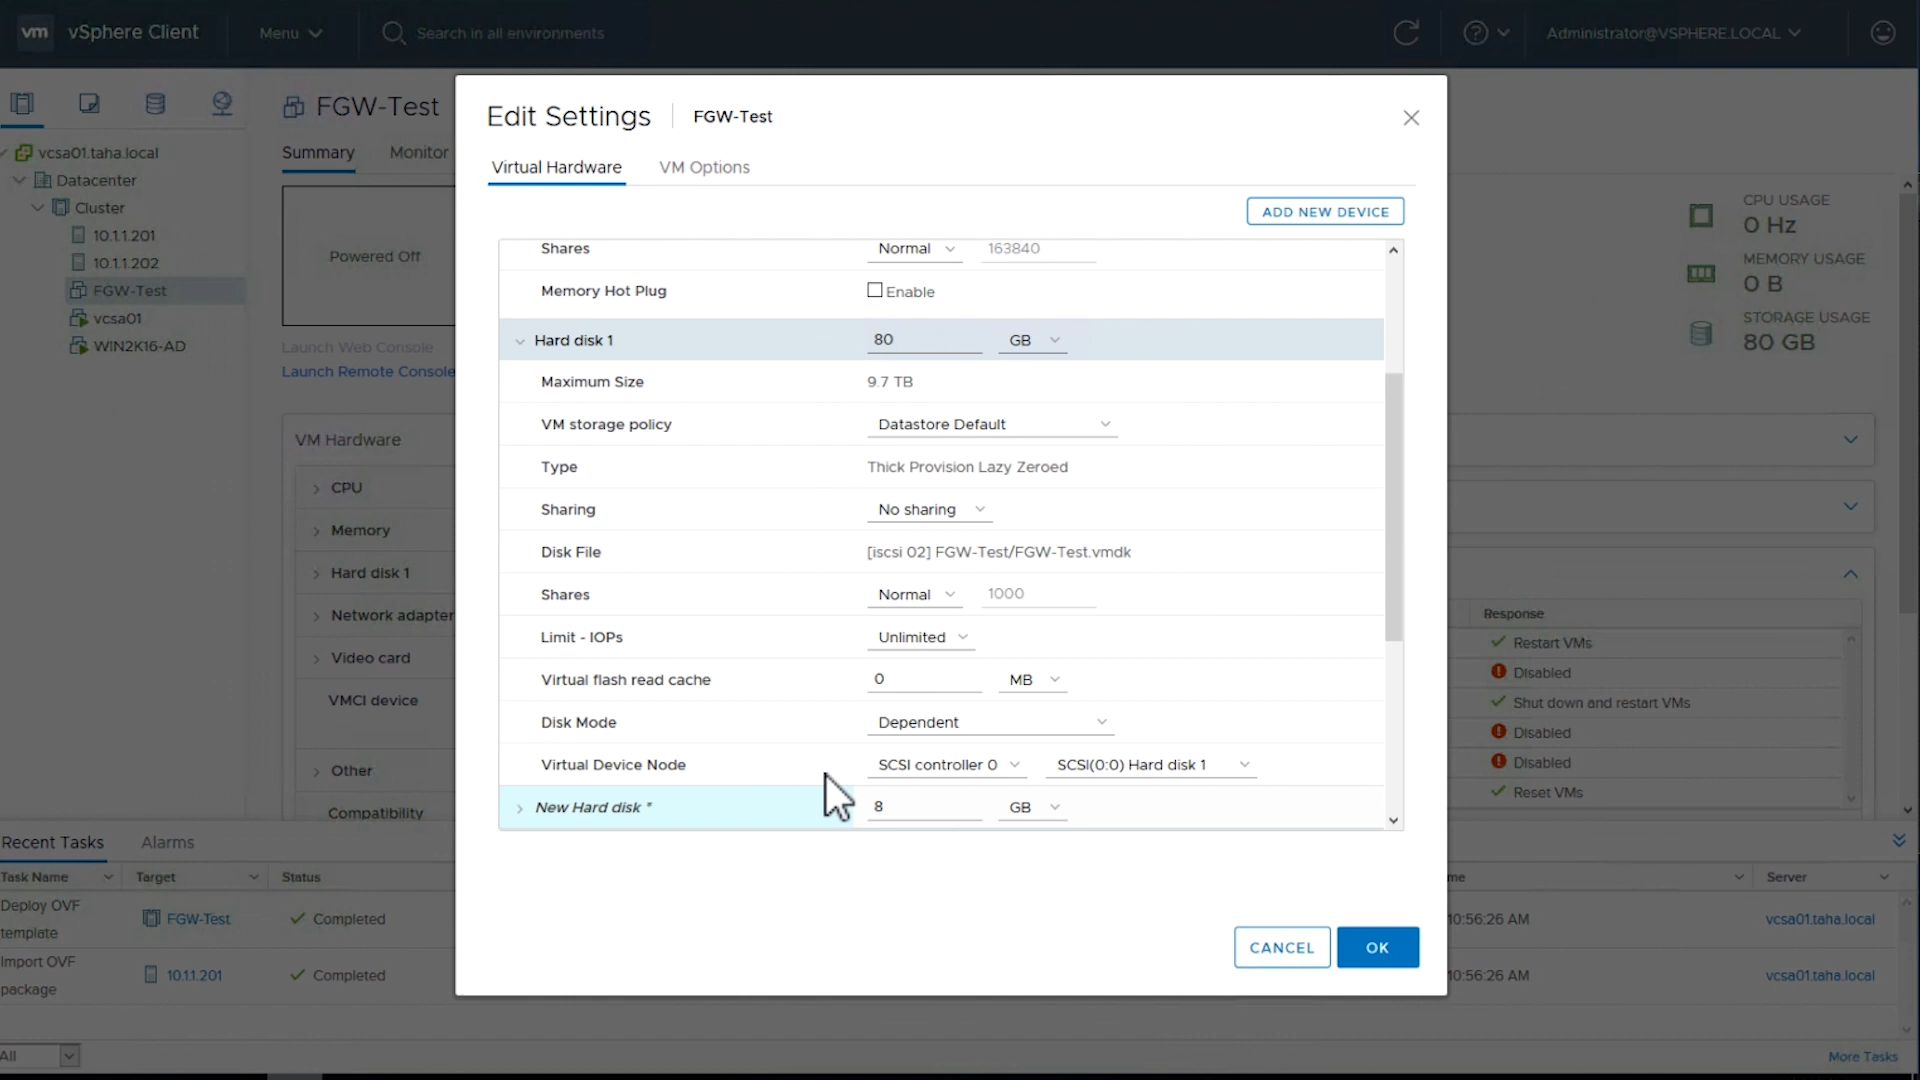 vm vSphere Client Menu Search in all environments Administrator@VSPHERE.LOCAL
FGW-Test
Summary Monitor
vcsa01.taha.local
Datacenter
Cluster
10.1.1.201
10.1.1.202
FGW-Test
vcsa01
WIN2K16-AD
Powered Off
Launch Web Console
Launch Remote Console
VM Hardware
CPU
Memory
Hard disk 1
Network adapter
Video card
VMCI device
Other
Compatibility
Edit Settings FGW-Test
Virtual Hardware VM Options
ADD NEW DEVICE
Shares Normal 163840
Memory Hot Plug Enable
Hard disk 1 80 GB
Maximum Size 9.7 TB
VM storage policy Datastore Default
Type Thick Provision Lazy Zeroed
Sharing No sharing
Disk File [iscsi 02] FGW-Test/FGW-Test.vmdk
Shares Normal 1000
Limit - IOPs Unlimited
Virtual flash read cache 0 MB
Disk Mode Dependent
Virtual Device Node SCSI controller 0 SCSI(0:0) Hard disk 1
New Hard disk * 8 GB
CANCEL OK
CPU USAGE
0 Hz
MEMORY USAGE
0 B
STORAGE USAGE
80 GB
Response
Restart VMs
Disabled
Shut down and restart VMs
Disabled
Disabled
Reset VMs
Recent Tasks Alarms
Task Name Target Status me Server
Deploy OVF
template FGW-Test Completed 10:56:26 AM vcsa01.taha.local
Import OVF
package 10.1.1.201 Completed 10:56:26 AM vcsa01.taha.local
All More Tasks